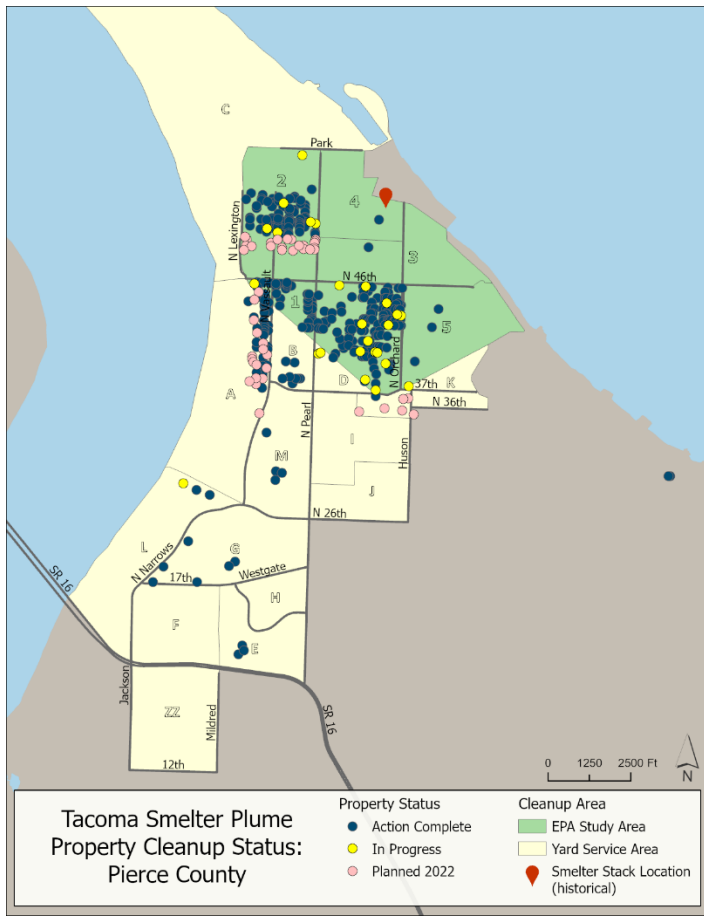 C
Park
2
4
N Lexington
3
N 46th
N Vassault
1
5
B
N Orchard
D
37th
K
A
N 36th
N Pearl
I
Huson
M
J
N 26th
L
N Narrows
G
Westgate
17th
SR 16
H
F
E
Jackson
ZZ
Mildred
SR 16
12th
0 1250 2500 Ft
N
Tacoma Smelter Plume
Property Cleanup Status:
Pierce County
Property Status
Action Complete
In Progress
Planned 2022
Cleanup Area
EPA Study Area
Yard Service Area
Smelter Stack Location
(historical)